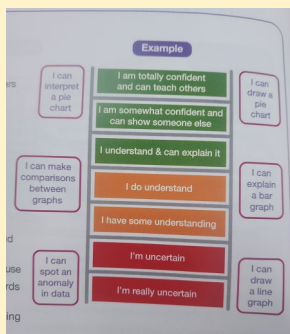 Example
I can
interpret
a pie
chart
I am totally confident
and can teach others
I can
draw a
pie
chart
I am somewhat confident and
can show someone else
I understand & can explain it
I can make
comparisons
between
graphs
I do understand
I can
explain
a bar
graph
I have some understanding
I can
spot an
anomaly
in data
I'm uncertain
I'm really uncertain
I can
draw
a line
graph